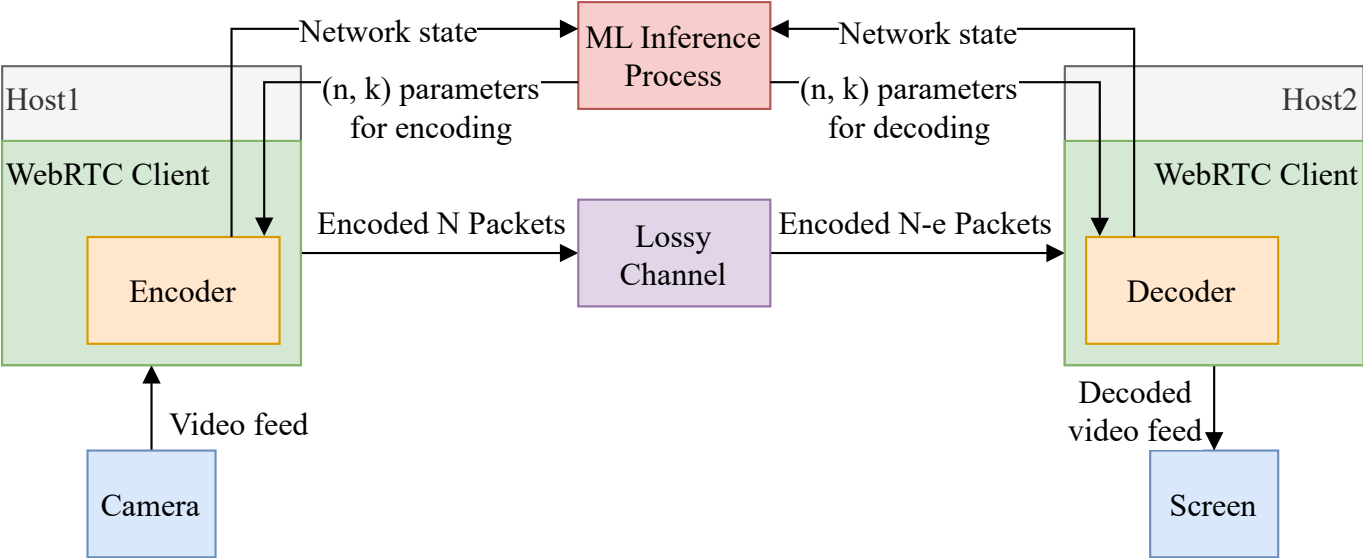 Network state
ML Inference
Process
Network state
(n, k) parameters
for encoding
(n, k) parameters
for decoding
Host1
Host2
WebRTC Client
WebRTC Client
Encoded N Packets
Lossy
Channel
Encoded N-e Packets
Encoder
Decoder
Video feed
Decoded
video feed
Camera
Screen